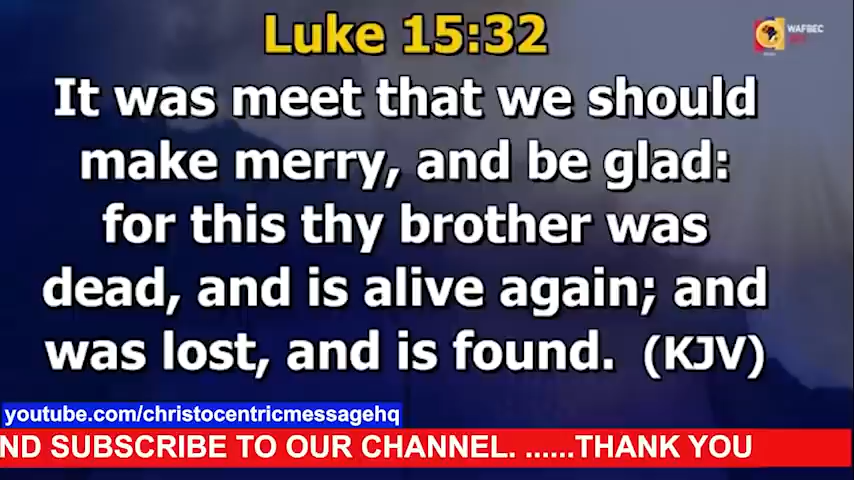 Luke 15:32
WAFBEC
It was meet that we should
make merry, and be glad:
for this thy brother was
dead, and is alive again; and
was lost, and is found. (KJV)
youtube.com/christocentricmessagehq
ND SUBSCRIBE TO OUR CHANNEL. ......THANK YOU